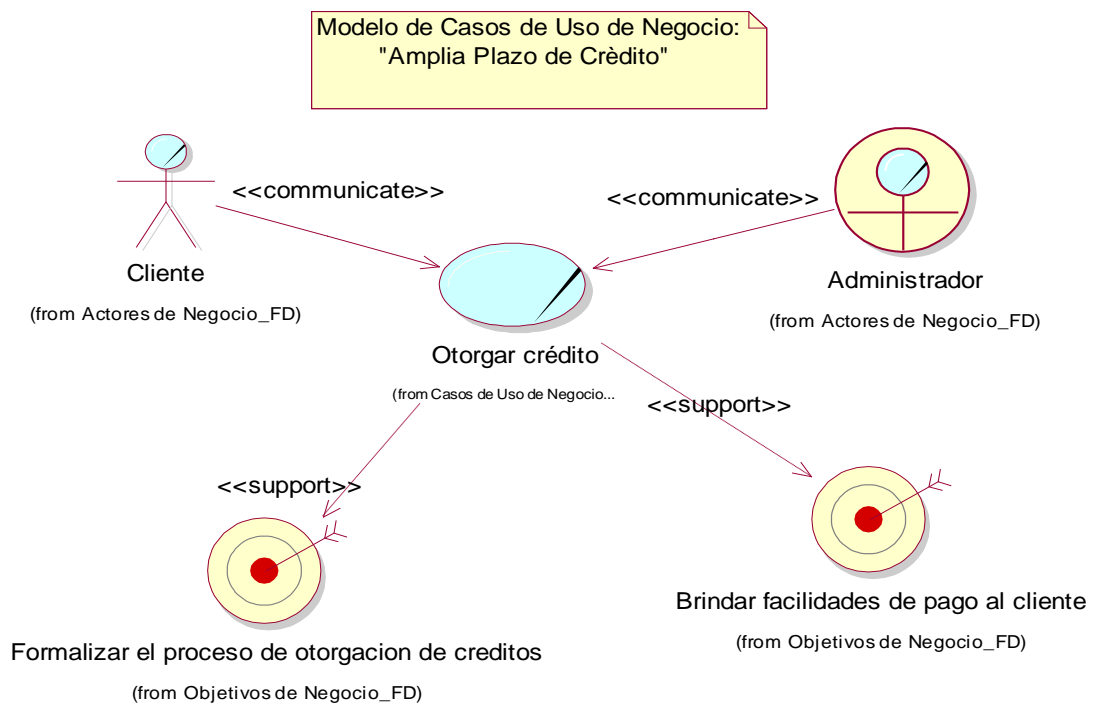 Modelo de Casos de Uso de Negocio:
"Amplia Plazo de Crèdito"
<<communicate>>
<<communicate>>
Cliente
(from Actores de Negocio_FD)
Administrador
(from Actores de Negocio_FD)
Otorgar crédito
(from Casos de Uso de Negocio...
<<support>>
<<support>>
Brindar facilidades de pago al cliente
(from Objetivos de Negocio_FD)
Formalizar el proceso de otorgacion de creditos
(from Objetivos de Negocio_FD)